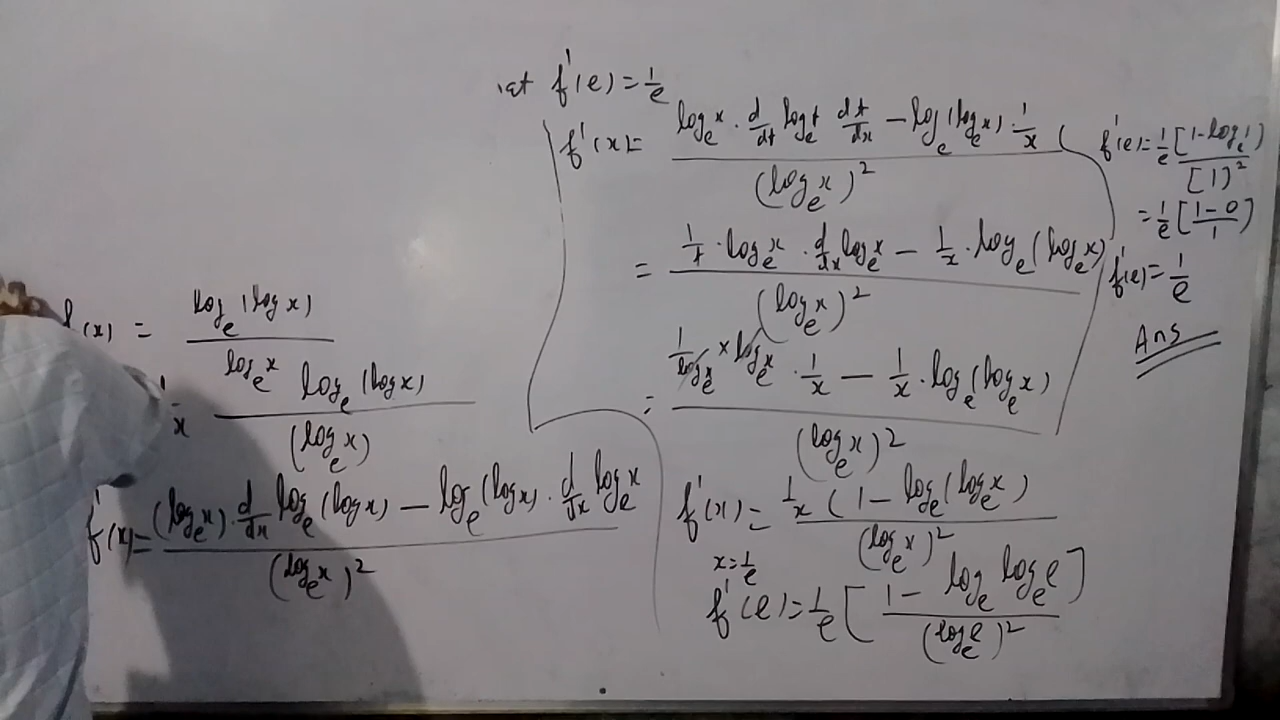 f'(e) = 1/e
f(x) = log_e (log x) / log_e x
log_e (log x) / (log_e x)
f'(x) = (log_e x) . d/dx log_e (log x) - log_e (log x) . d/dx log_e x / (log_e x)^2
f'(x) = log_e x . d/dt log_e t dt/dx - log_e (log_e x) . 1/x / (log_e x)^2
= 1/t . log_e x . d/dx log_e x - 1/x . log_e (log_e x) / (log_e x)^2
= 1/log_e x × log_e x . 1/x - 1/x . log_e (log_e x) / (log_e x)^2
f'(x) = 1/x (1 - log_e (log_e x) / (log_e x)^2
x = 1/e
f'(e) = 1/e [ 1 - log_e log_e e / (log_e e)^2 ]
f'(e) = 1/e [1 - log_e 1) / [1)^2
= 1/e [ 1-0 / 1 )
f'(e) = 1/e
Ans